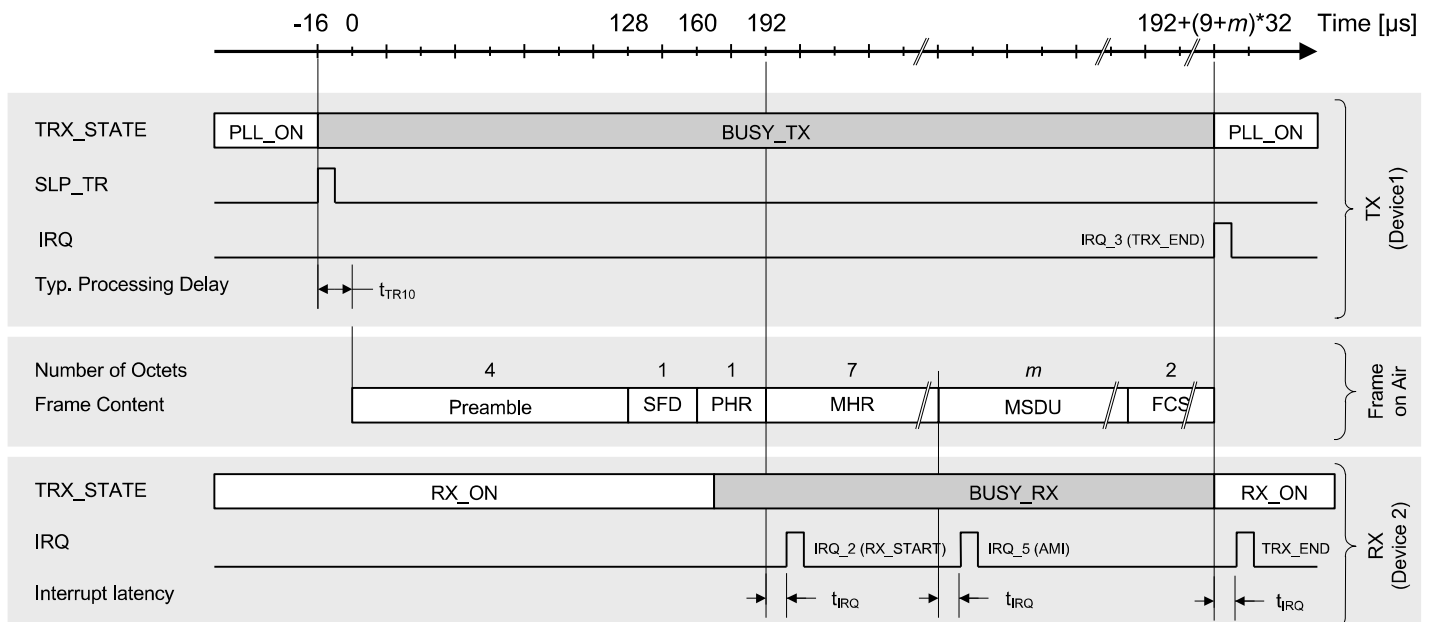 -16 0 128 160 192 192+(9+m)*32 Time [µs]
TRX_STATE PLL_ON BUSY_TX PLL_ON
SLP_TR
IRQ IRQ_3 (TRX_END)
Typ. Processing Delay tTR10
TX
(Device1)
Number of Octets 4 1 1 7 m 2
Frame Content Preamble SFD PHR MHR MSDU FCS
Frame
on Air
TRX_STATE RX_ON BUSY_RX RX_ON
IRQ IRQ_2 (RX_START) IRQ_5 (AMI) TRX_END
Interrupt latency tIRQ tIRQ tIRQ
RX
(Device 2)